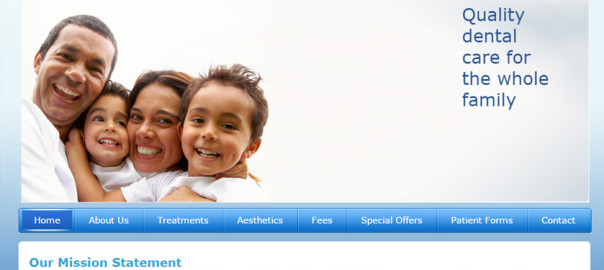 Quality
dental
care for
the whole
family
Home About Us Treatments Aesthetics Fees Special Offers Patient Forms Contact
Our Mission Statement